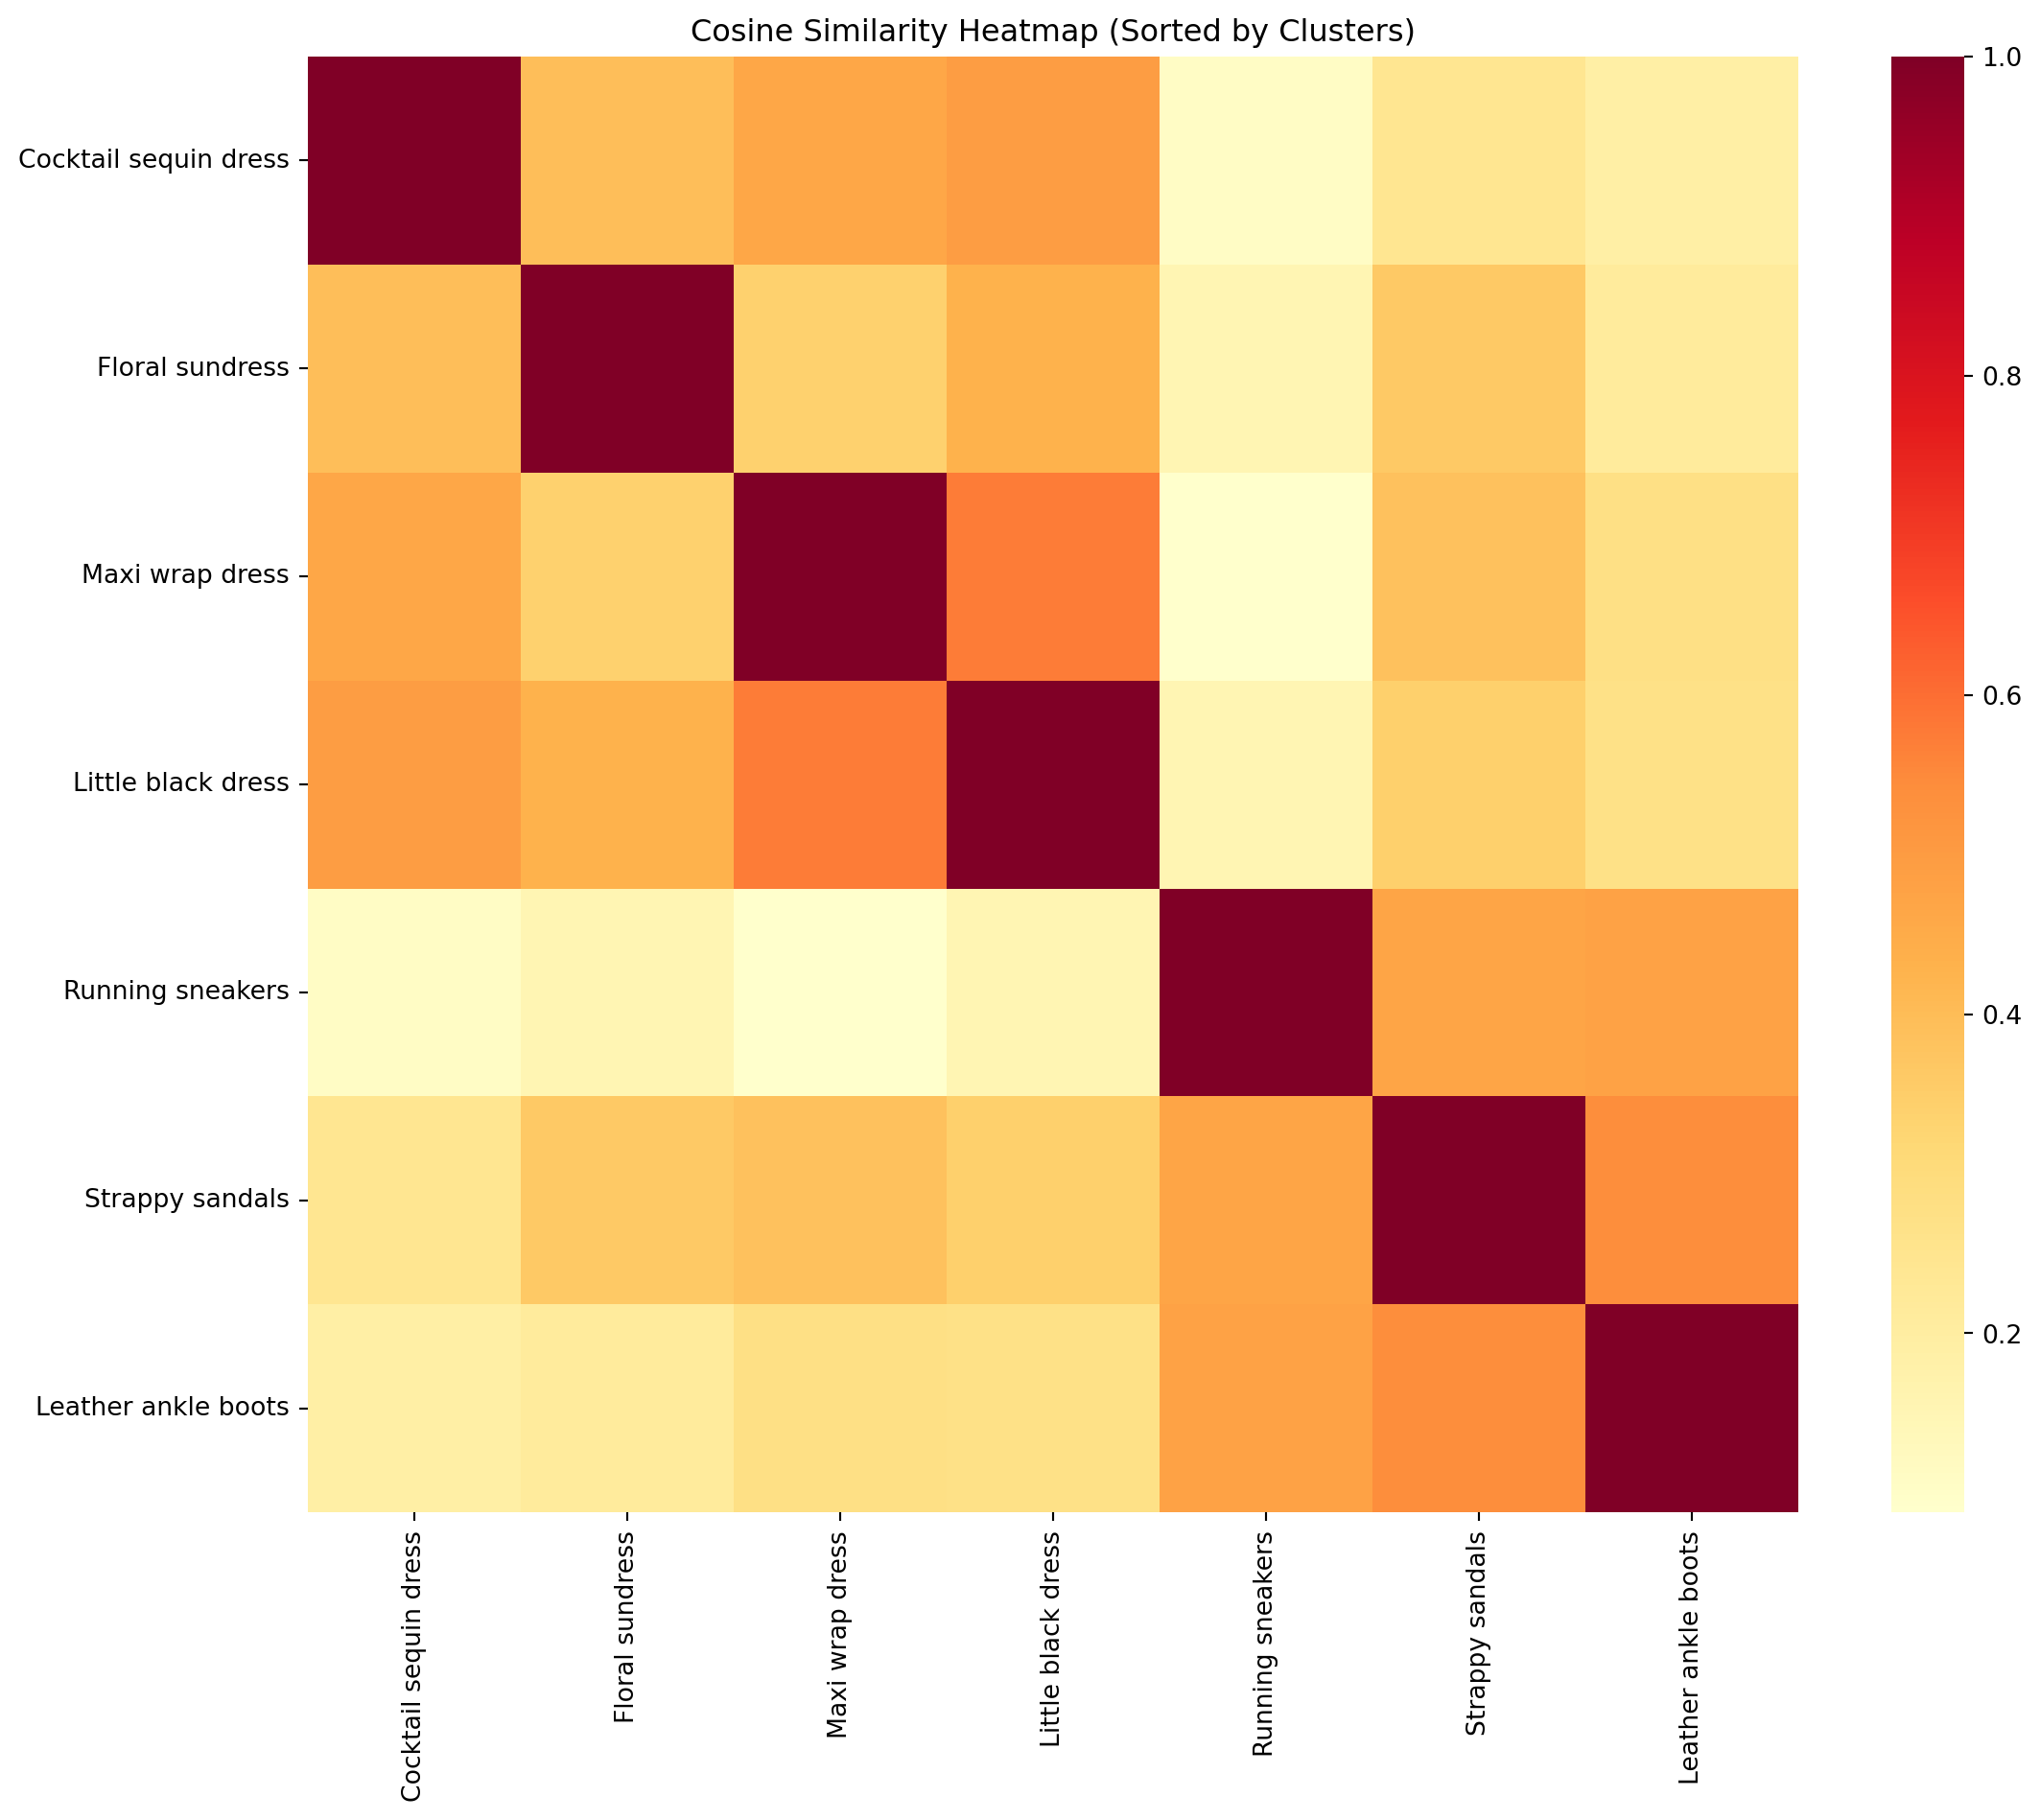 Cosine Similarity Heatmap (Sorted by Clusters)
Cocktail sequin dress
Floral sundress
Maxi wrap dress
Little black dress
Running sneakers
Strappy sandals
Leather ankle boots
Cocktail sequin dress
Floral sundress
Maxi wrap dress
Little black dress
Running sneakers
Strappy sandals
Leather ankle boots
1.0
0.8
0.6
0.4
0.2